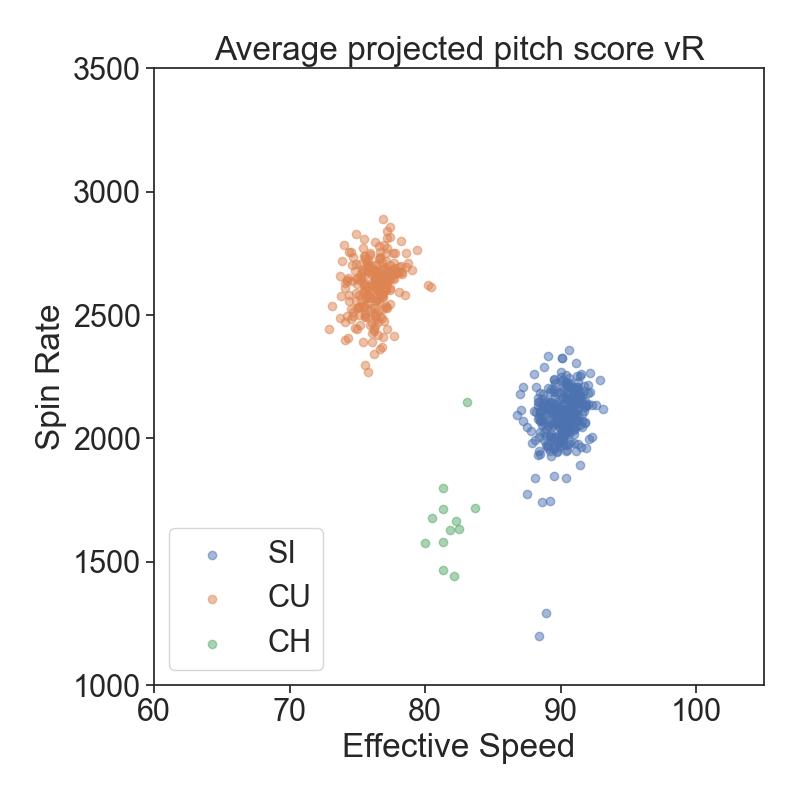 Average projected pitch score vR
3500
3000
2500
2000
1500
1000
Spin Rate
SI
CU
CH
60 70 80 90 100
Effective Speed